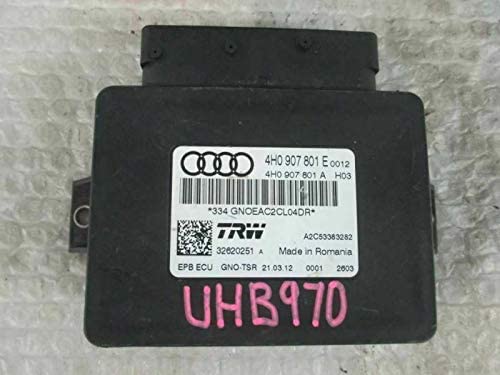 4H0 907 801 E 0012
4H0 907 801 A H03
*334 GNOEAC2CL04DR*
TRW A2C53383282
32620251 A Made in Romania
EPB ECU GNO-TSR 21.03.12 0001 2603
UHB970